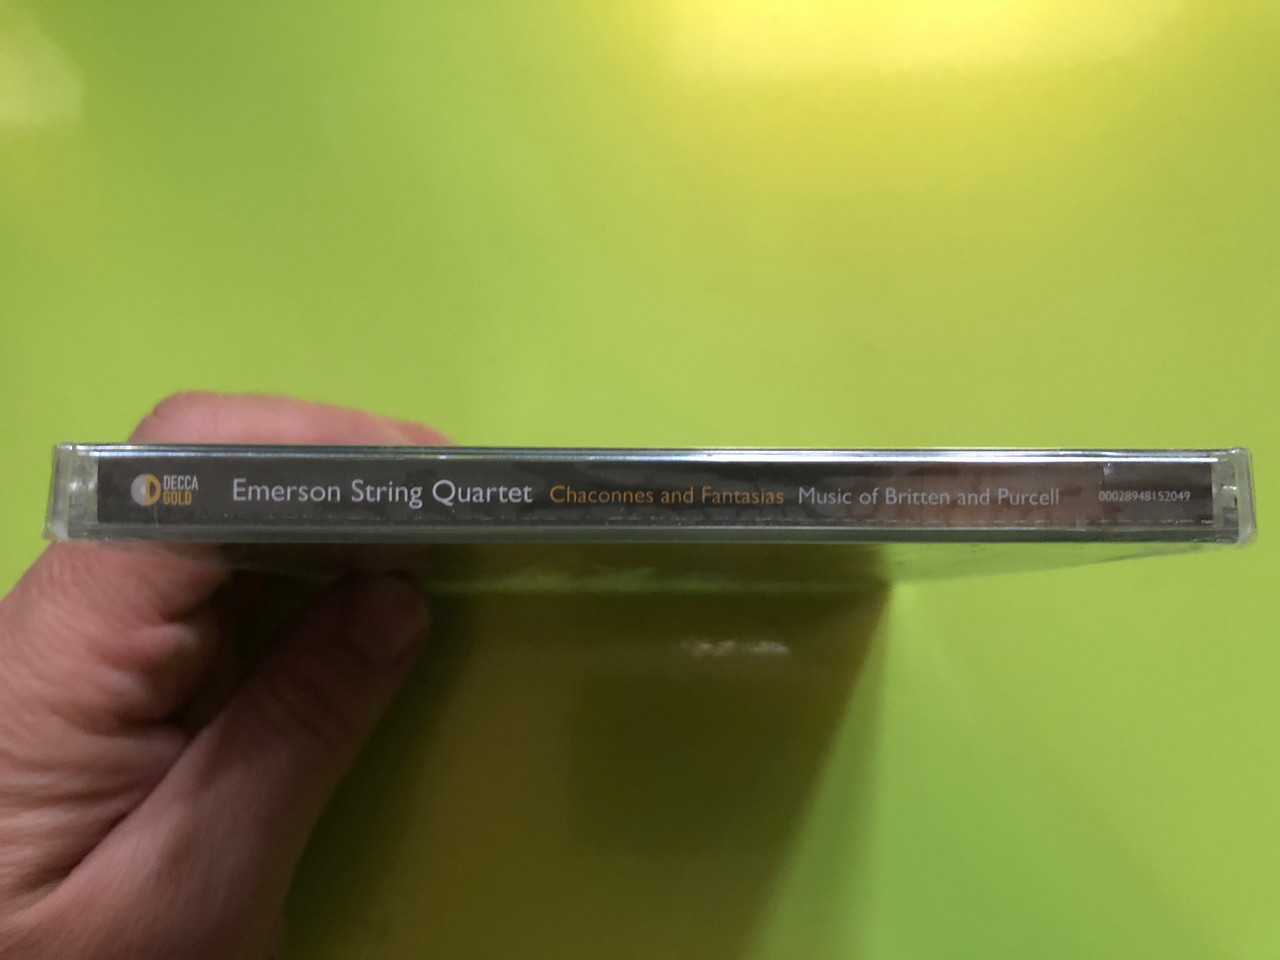 DECCA
GOLD
Emerson String Quartet Chaconnes and Fantasias Music of Britten and Purcell 00028948152049